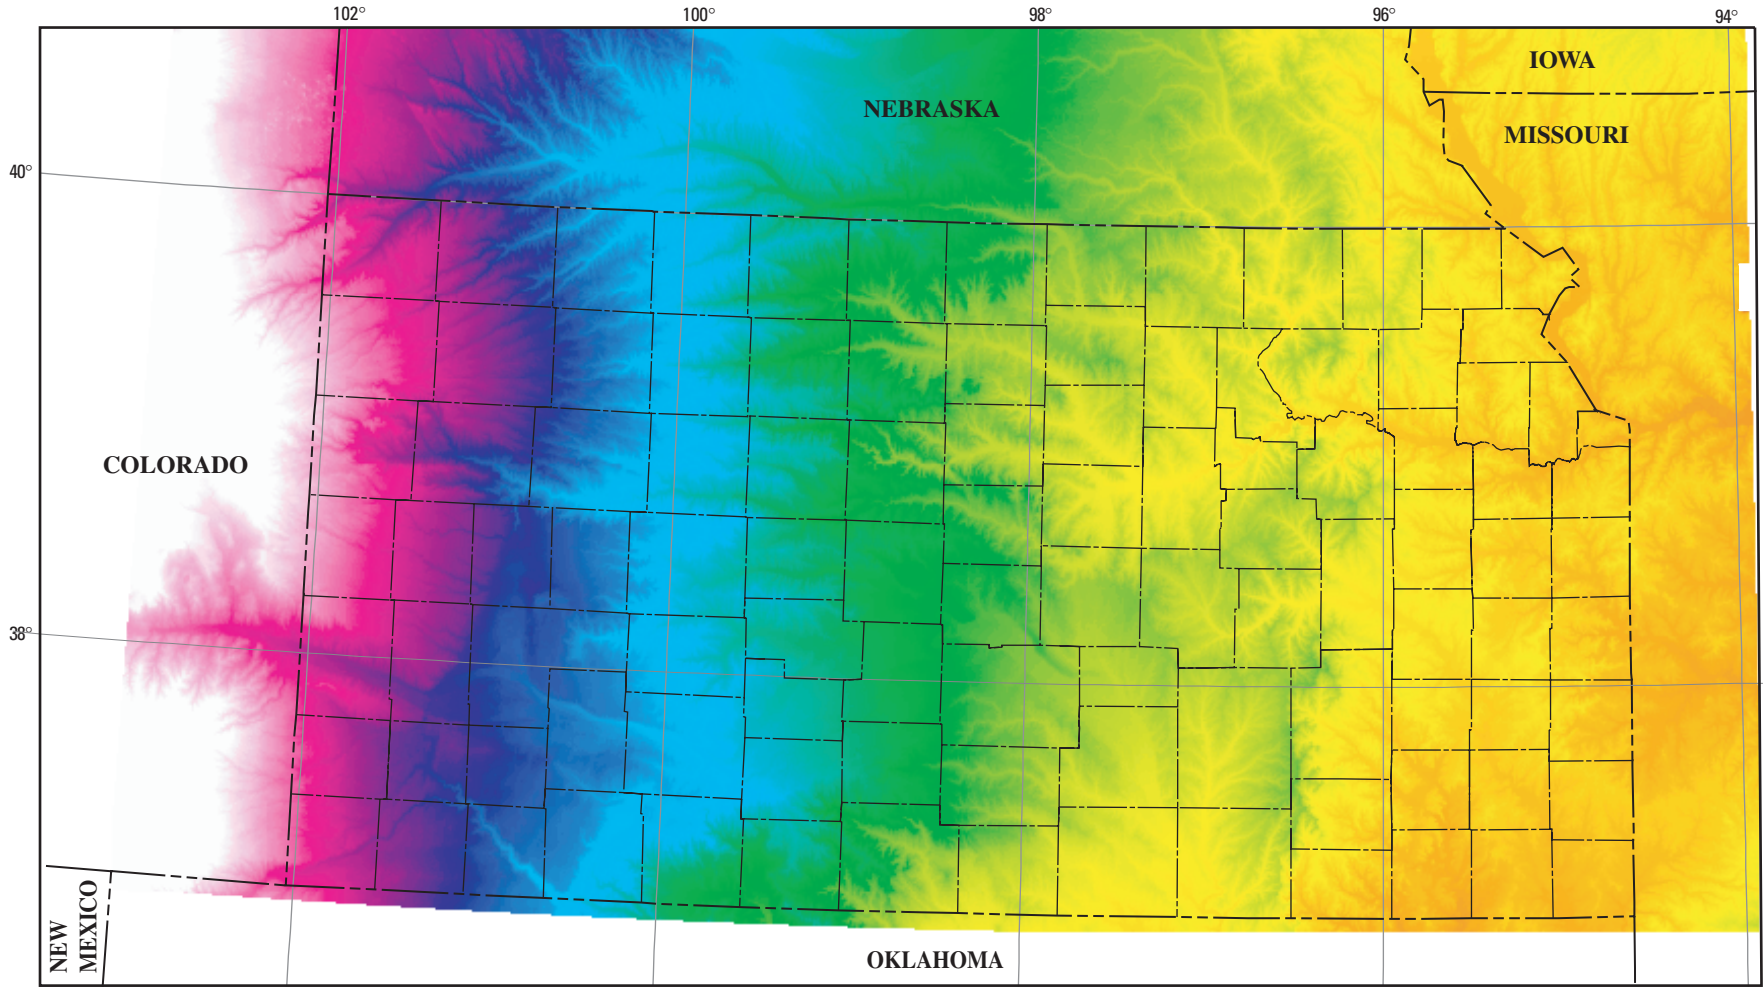 102°
100°
98°
96°
94°
IOWA
NEBRASKA
MISSOURI
40°
COLORADO
38°
NEW
MEXICO
OKLAHOMA